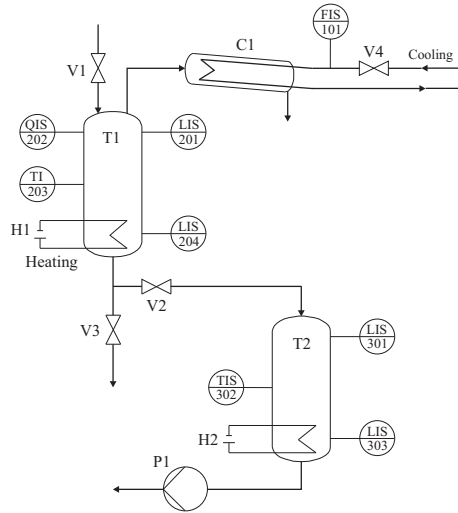 FIS
101
C1
V4
Cooling
V1
QIS
202
T1
LIS
201
TI
203
H1
LIS
204
Heating
V2
V3
T2
LIS
301
TIS
302
H2
LIS
303
P1